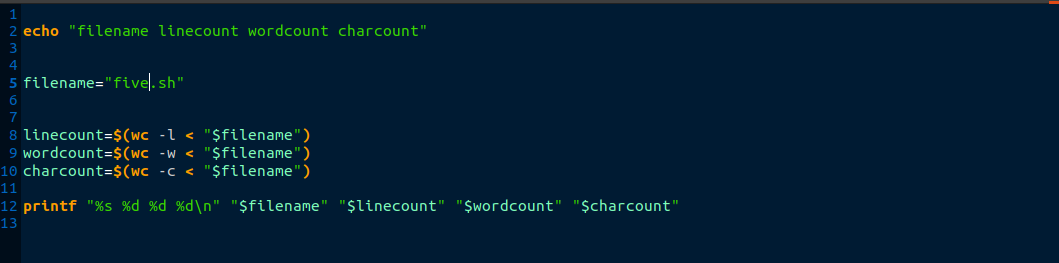 1
2 echo "filename linecount wordcount charcount"
3
4
5 filename="five.sh"
6
7
8 linecount=$(wc -l < "$filename")
9 wordcount=$(wc -w < "$filename")
10 charcount=$(wc -c < "$filename")
11
12 printf "%s %d %d %d\n" "$filename" "$linecount" "$wordcount" "$charcount"
13